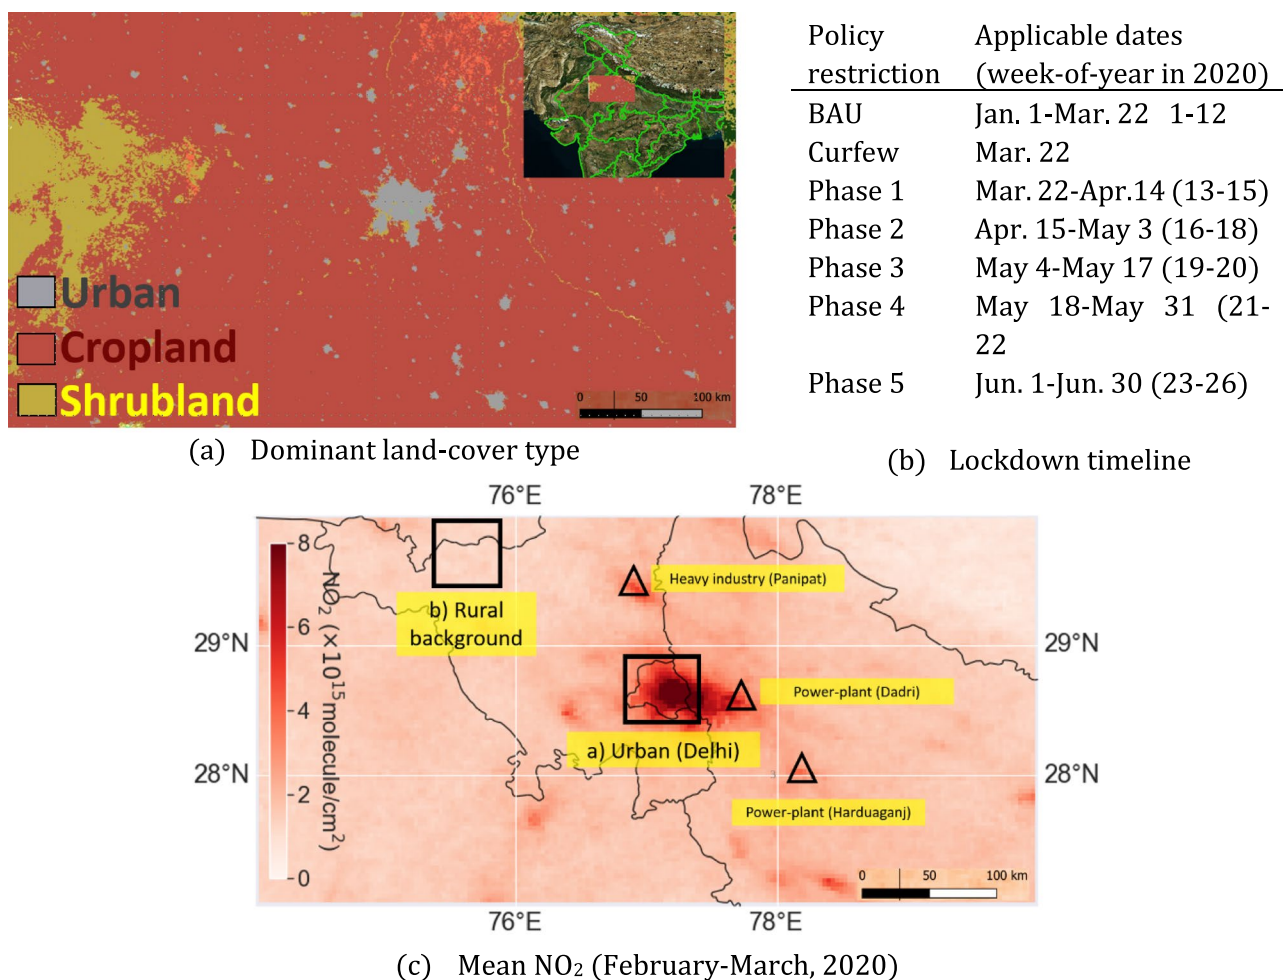 Urban
Cropland
Shrubland
0 50 100 km
(a) Dominant land-cover type
Policy restriction Applicable dates (week-of-year in 2020)
BAU Jan. 1-Mar. 22 1-12
Curfew Mar. 22
Phase 1 Mar. 22-Apr.14 (13-15)
Phase 2 Apr. 15-May 3 (16-18)
Phase 3 May 4-May 17 (19-20)
Phase 4 May 18-May 31 (21-
22
Phase 5 Jun. 1-Jun. 30 (23-26)
(b) Lockdown timeline
76°E 78°E
8
6
4
2
0
NO₂ (×10¹⁵molecule/cm²)
29°N 29°N
28°N 28°N
b) Rural
background
Heavy industry (Panipat)
Power-plant (Dadri)
a) Urban (Delhi)
3
Power-plant (Harduaganj)
0 50 100 km
76°E 78°E
(c) Mean NO₂ (February-March, 2020)